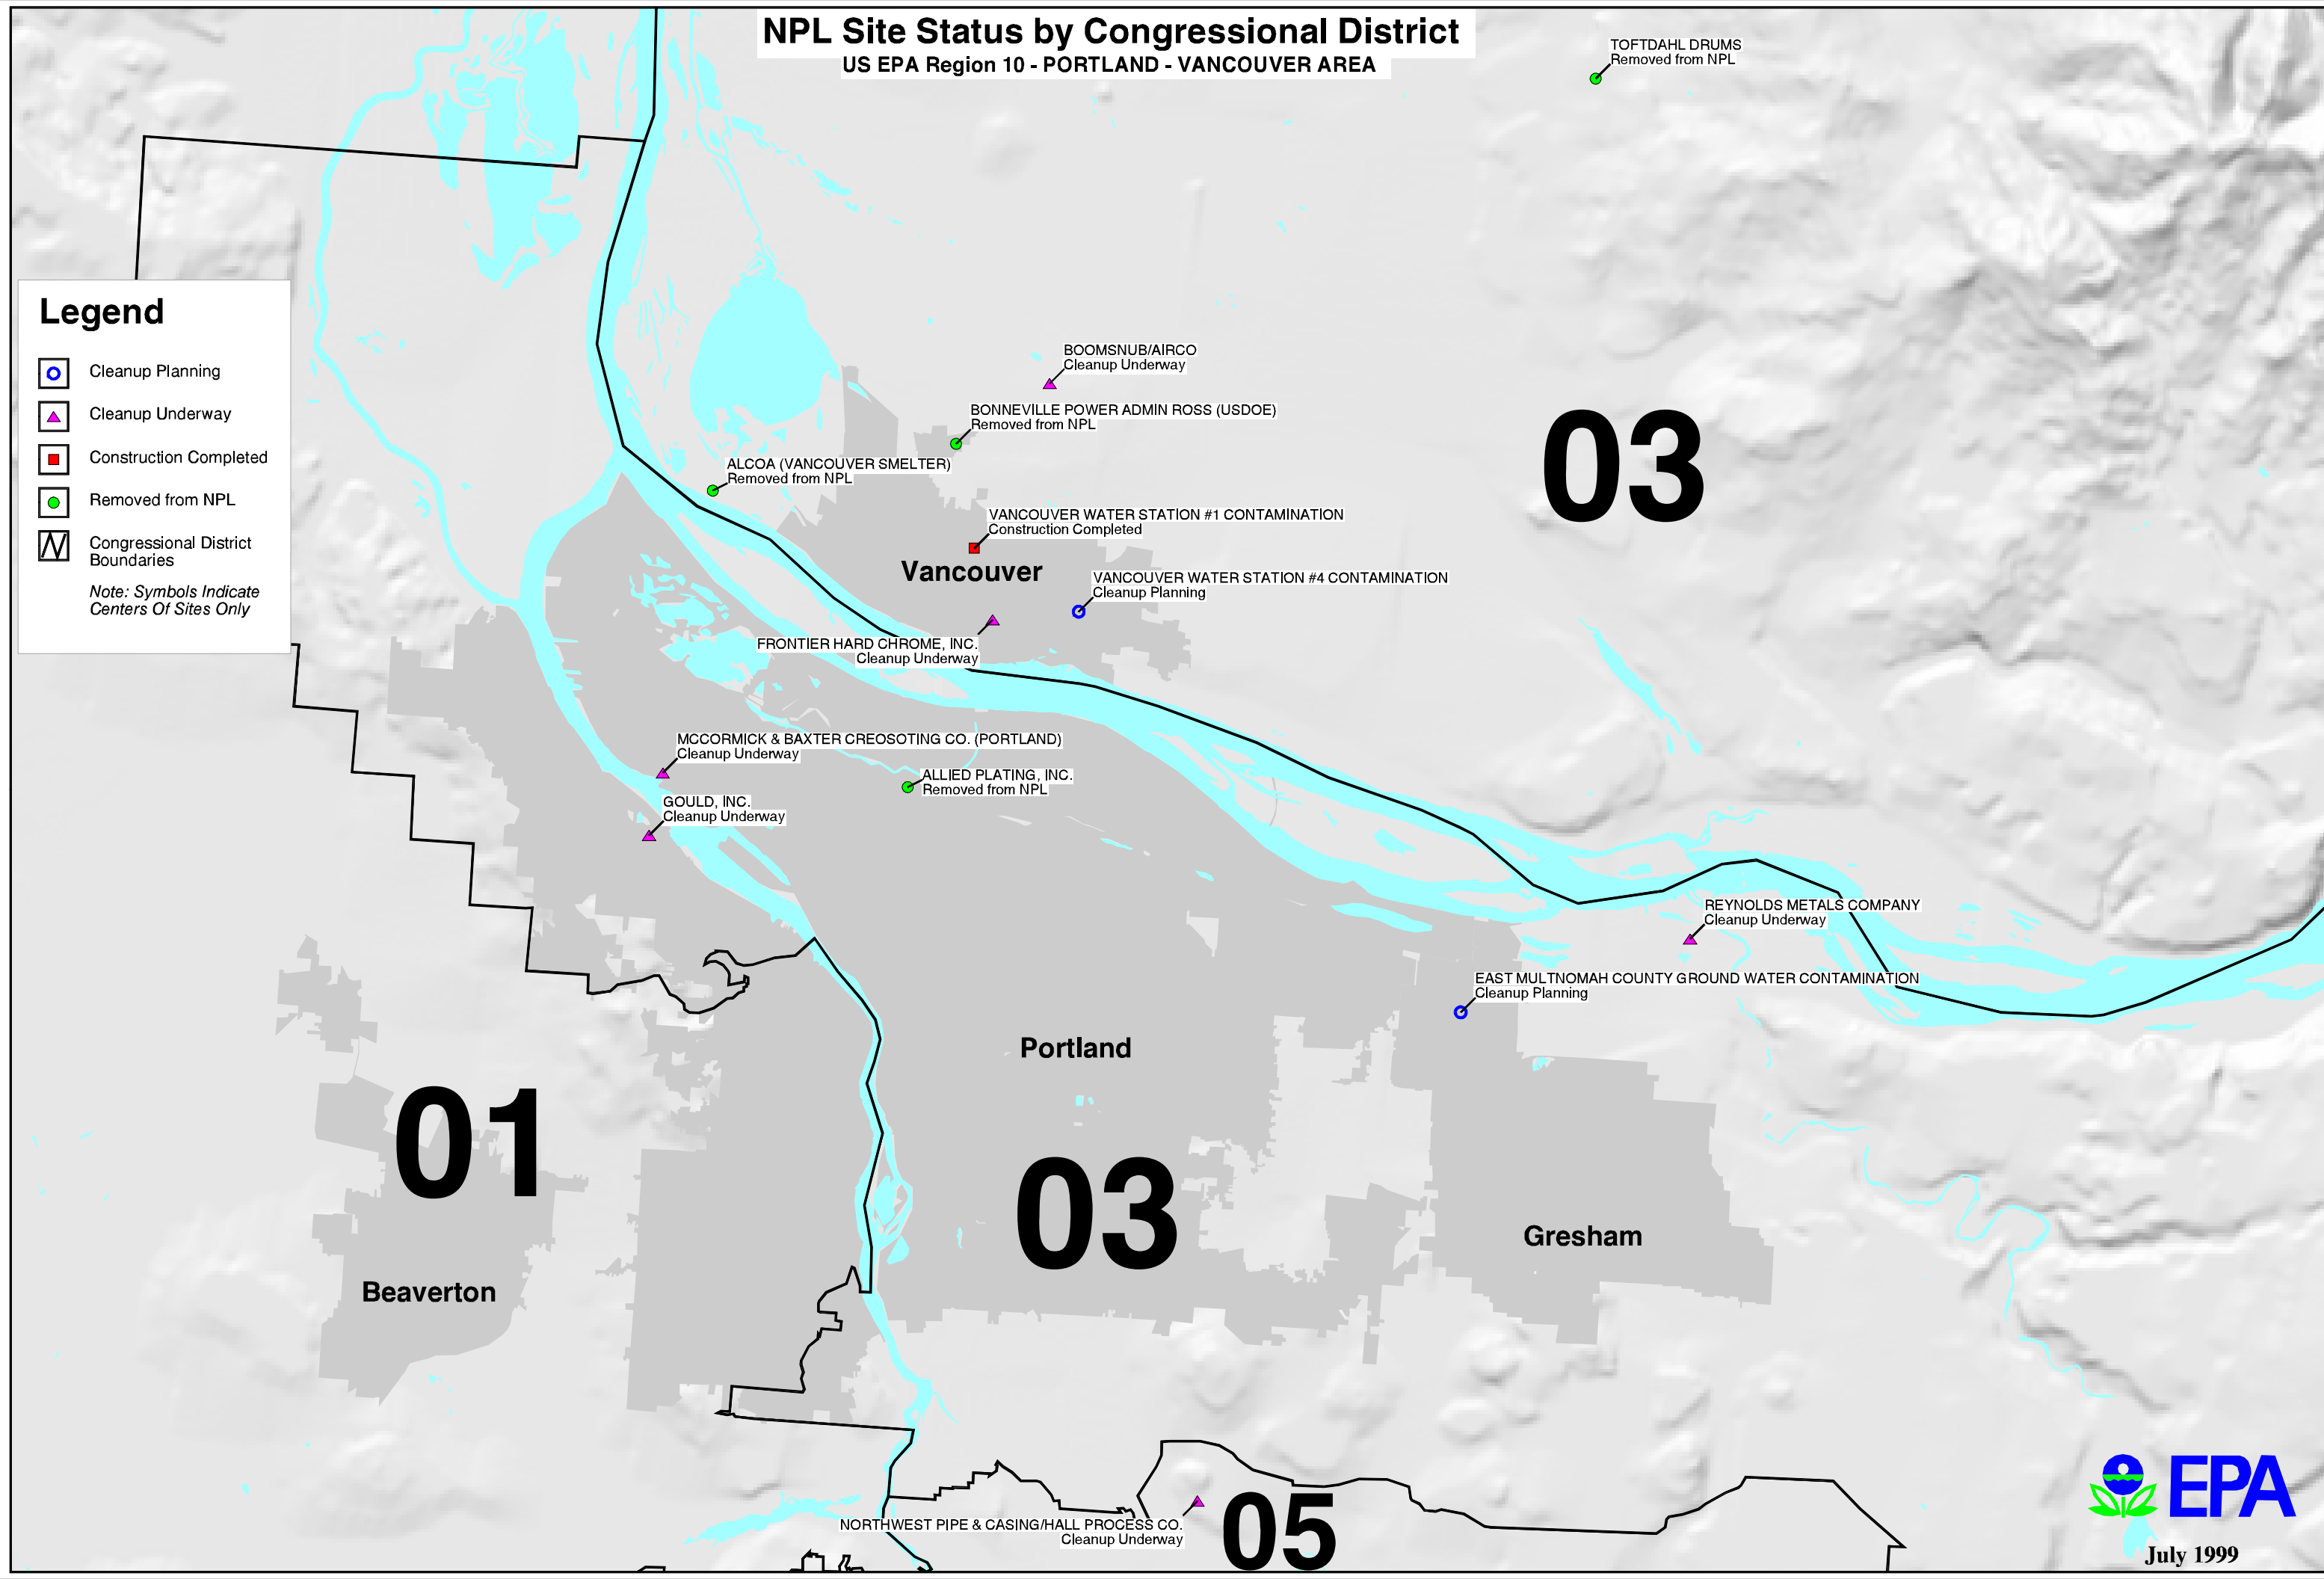 NPL Site Status by Congressional District
US EPA Region 10 - PORTLAND - VANCOUVER AREA
TOFTDAHL DRUMS
Removed from NPL
Legend
Cleanup Planning
Cleanup Underway
Construction Completed
Removed from NPL
Congressional District
Boundaries
Note: Symbols Indicate
Centers Of Sites Only
BOOMSNUB/AIRCO
Cleanup Underway
BONNEVILLE POWER ADMIN ROSS (USDOE)
Removed from NPL
03
ALCOA (VANCOUVER SMELTER)
Removed from NPL
VANCOUVER WATER STATION #1 CONTAMINATION
Construction Completed
Vancouver
VANCOUVER WATER STATION #4 CONTAMINATION
Cleanup Planning
FRONTIER HARD CHROME, INC.
Cleanup Underway
MCCORMICK & BAXTER CREOSOTING CO. (PORTLAND)
Cleanup Underway
ALLIED PLATING, INC.
Removed from NPL
GOULD, INC.
Cleanup Underway
REYNOLDS METALS COMPANY
Cleanup Underway
EAST MULTNOMAH COUNTY GROUND WATER CONTAMINATION
Cleanup Planning
Portland
01
03
Gresham
Beaverton
NORTHWEST PIPE & CASING/HALL PROCESS CO.
Cleanup Underway
05
EPA
July 1999